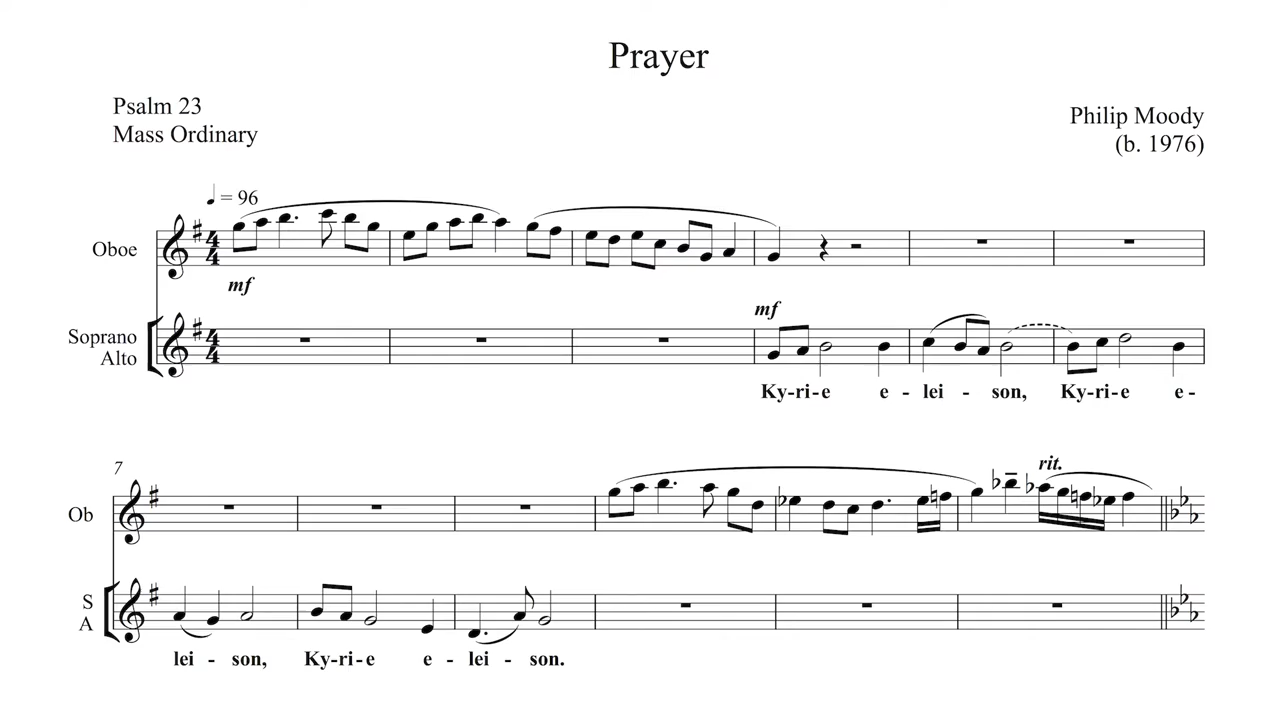 Prayer
Psalm 23
Mass Ordinary
Philip Moody
(b. 1976)
♩ = 96
Oboe
mf
mf
Soprano
Alto
Ky-ri-e e-lei-son, Ky-ri-e e-
7
rit.
Ob
S
A
lei-son, Ky-ri-e e-lei-son.